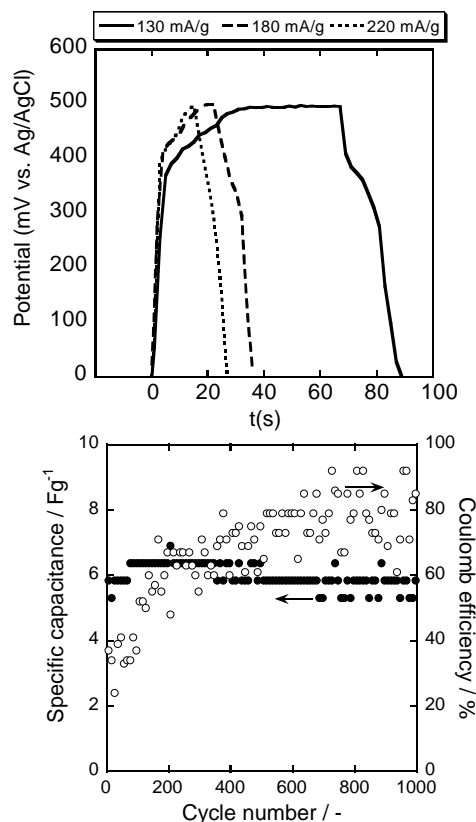 130 mA/g 180 mA/g 220 mA/g
600
500
400
300
200
100
0
Potential (mV vs. Ag/AgCl)
0 20 40 60 80 100
t(s)
10
8
6
4
2
0
Specific capacitance / Fg⁻¹
100
80
60
40
20
0
Coulomb efficiency / %
0 200 400 600 800 1000
Cycle number / -